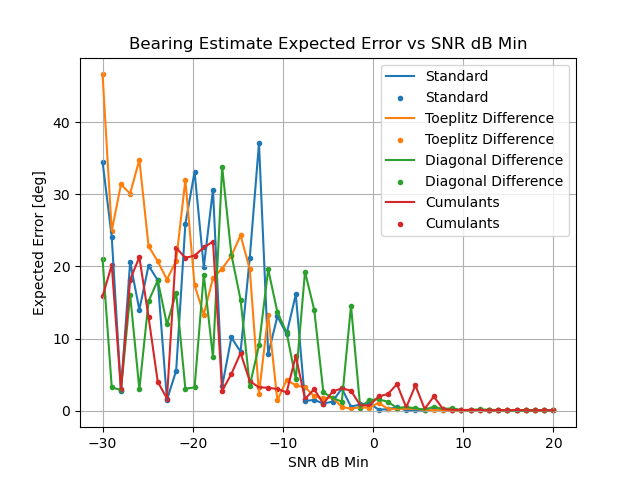 Bearing Estimate Expected Error vs SNR dB Min
Standard
Standard
Toeplitz Difference
Toeplitz Difference
Diagonal Difference
Diagonal Difference
Cumulants
Cumulants
Expected Error [deg]
40
30
20
10
0
−30 −20 −10 0 10 20
SNR dB Min